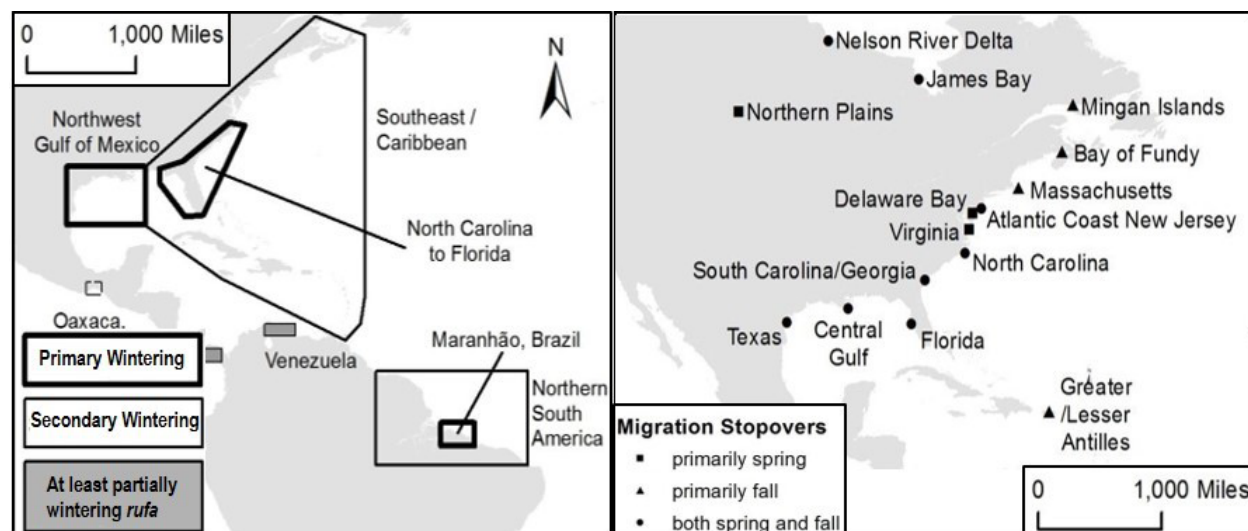 0
1,000 Miles
N
Northwest
Gulf of Mexico
Southeast /
Caribbean
North Carolina
to Florida
Oaxaca.
Venezuela
Maranhão, Brazil
Northern
South
America
Primary Wintering
Secondary Wintering
At least partially
wintering rufa
Nelson River Delta
James Bay
Northern Plains
Mingan Islands
Bay of Fundy
Massachusetts
Delaware Bay
Atlantic Coast New Jersey
Virginia
North Carolina
South Carolina/Georgia
Texas
Central
Gulf
Florida
Greater
/Lesser
Antilles
Migration Stopovers
primarily spring
primarily fall
both spring and fall
0
1,000 Miles